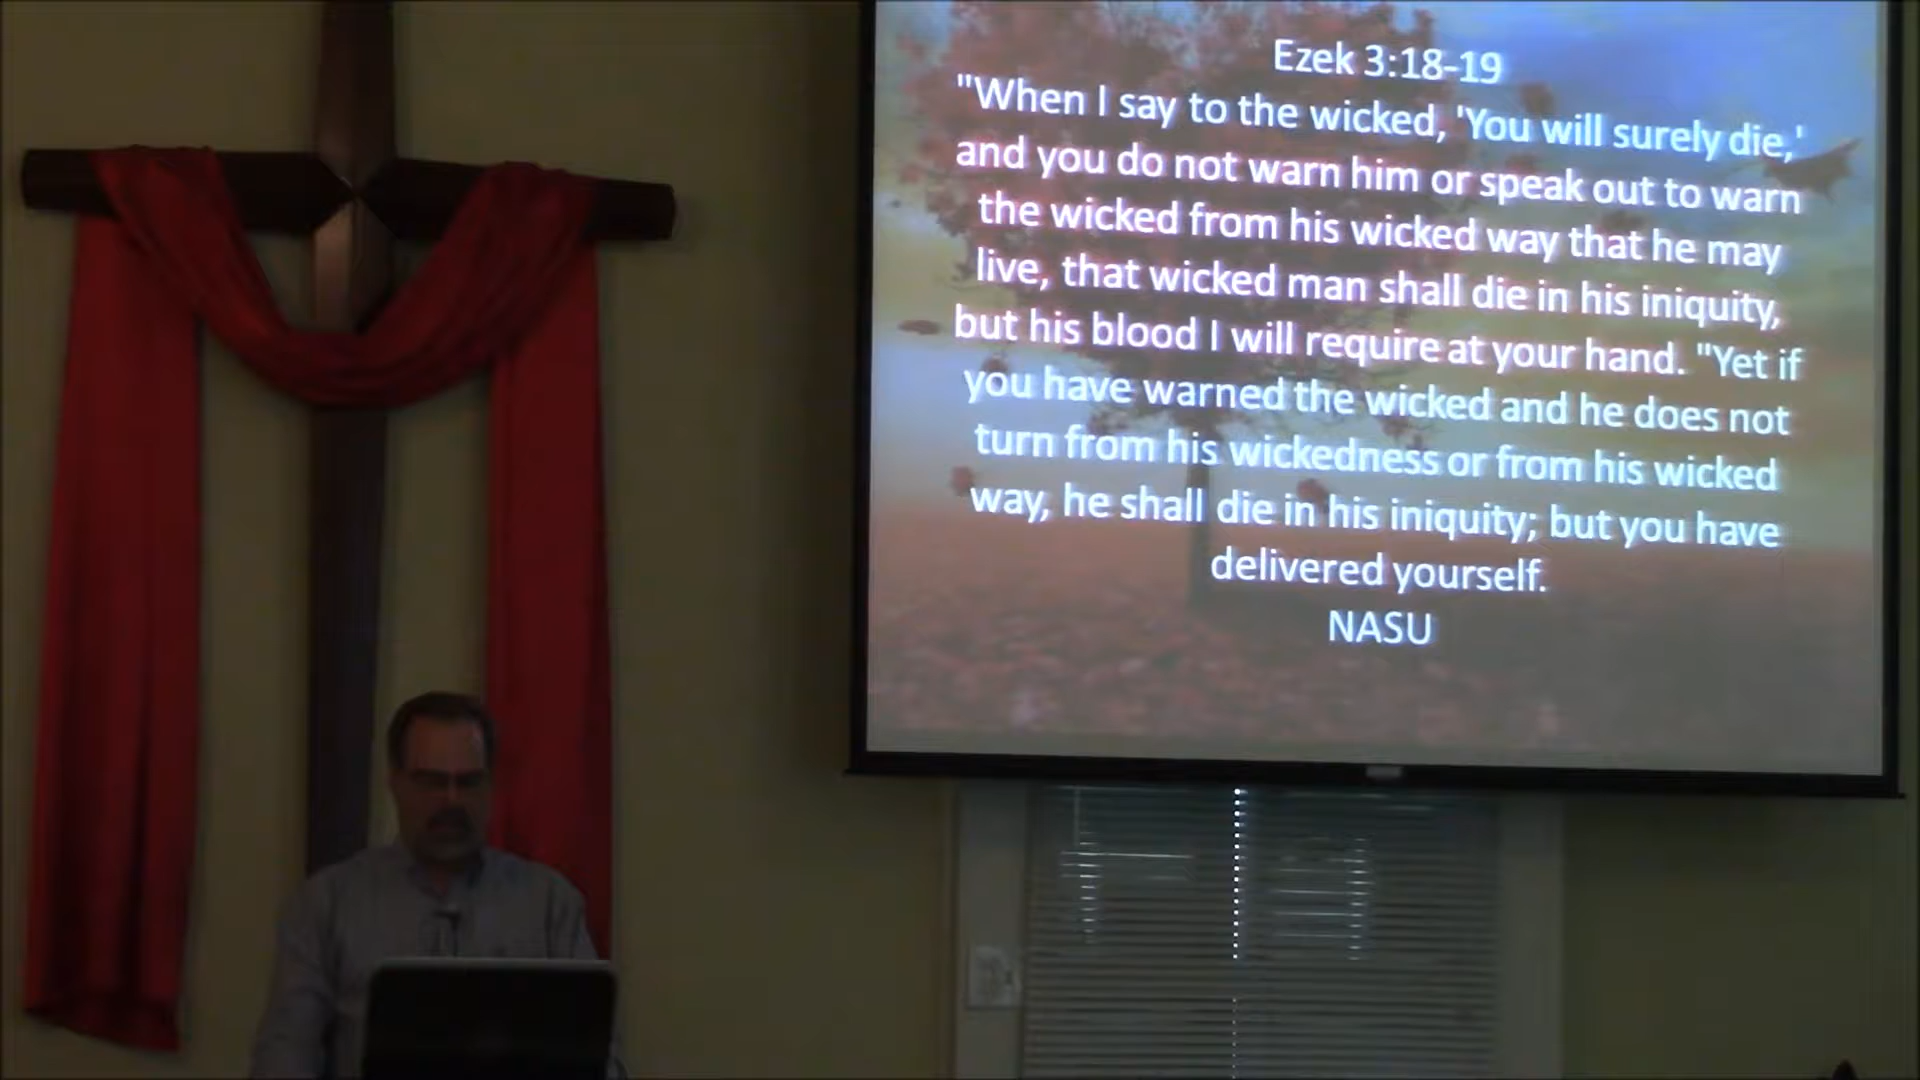 Ezek 3:18-19
"When I say to the wicked, 'You will surely die,'
and you do not warn him or speak out to warn
the wicked from his wicked way that he may
live, that wicked man shall die in his iniquity,
but his blood I will require at your hand. "Yet if
you have warned the wicked and he does not
turn from his wickedness or from his wicked
way, he shall die in his iniquity; but you have
delivered yourself.
NASU